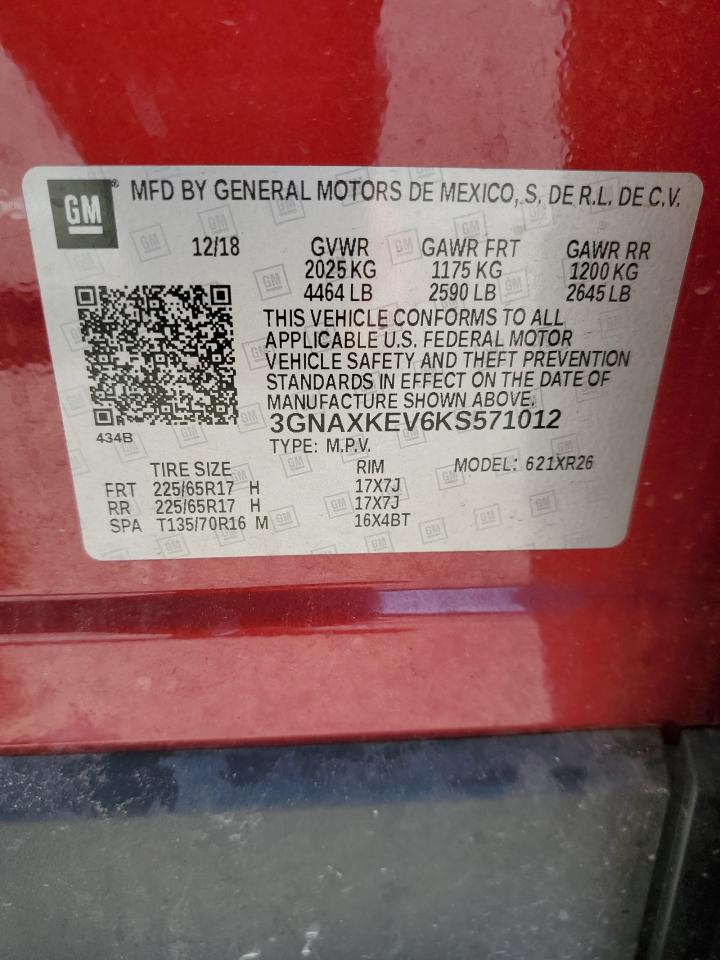 GM® MFD BY GENERAL MOTORS DE MEXICO, S. DE R.L. DE C.V.
12/18 GVWR GAWR FRT GAWR RR
2025 KG 1175 KG 1200 KG
4464 LB 2590 LB 2645 LB
THIS VEHICLE CONFORMS TO ALL
APPLICABLE U.S. FEDERAL MOTOR
VEHICLE SAFETY AND THEFT PREVENTION
STANDARDS IN EFFECT ON THE DATE OF
MANUFACTURE SHOWN ABOVE.
3GNAXKEV6KS571012
434B
TYPE: M.P.V.
TIRE SIZE RIM MODEL: 621XR26
FRT 225/65R17 H 17X7J
RR 225/65R17 H 17X7J
SPA T135/70R16 M 16X4BT